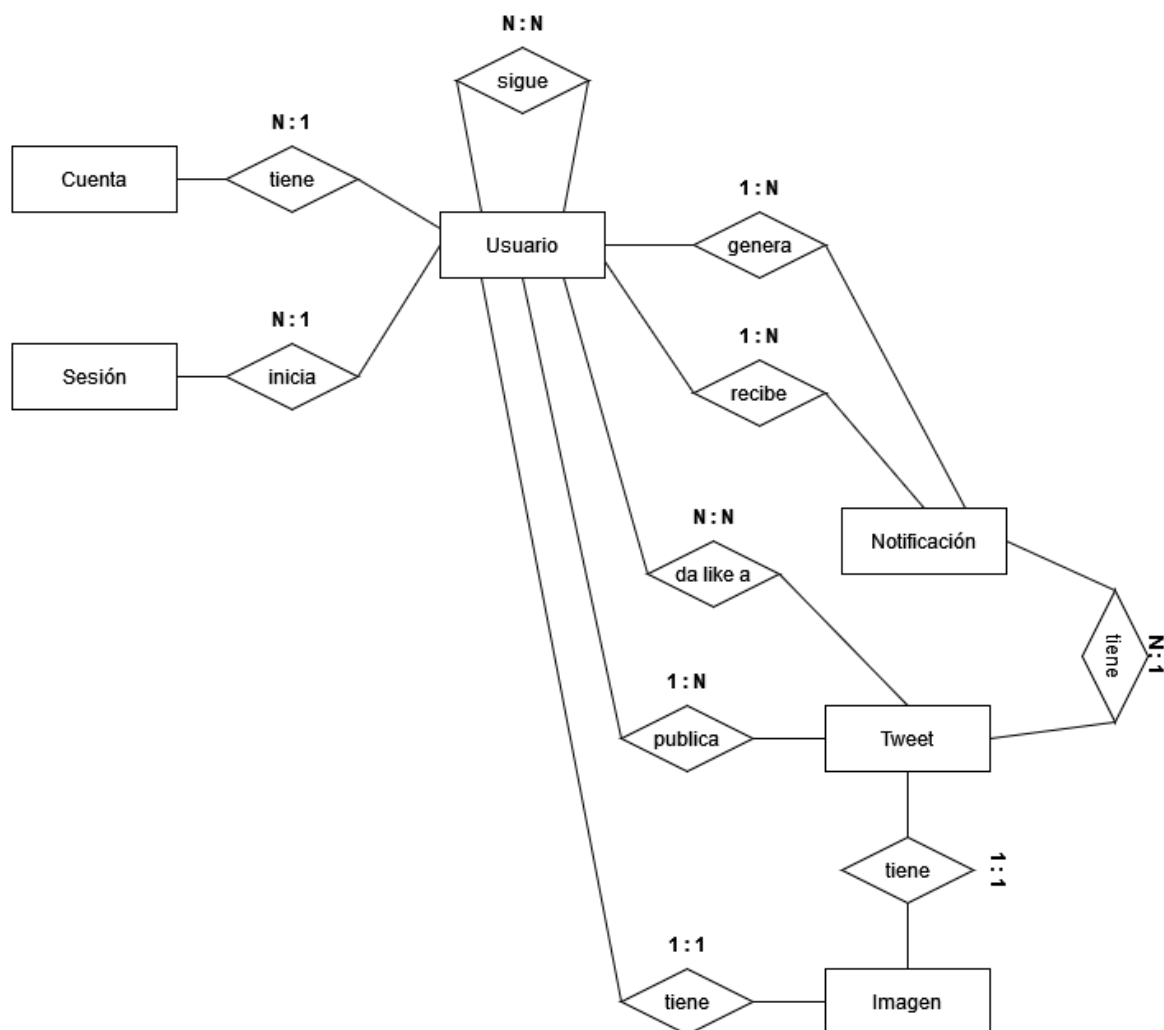 N:N
sigue
N:1
Cuenta
tiene
1:N
Usuario
genera
N:1
1:N
Sesión
inicia
recibe
N:N
Notificación
da like a
tiene
N:1
1:N
publica
Tweet
tiene
1:1
1:1
tiene
Imagen